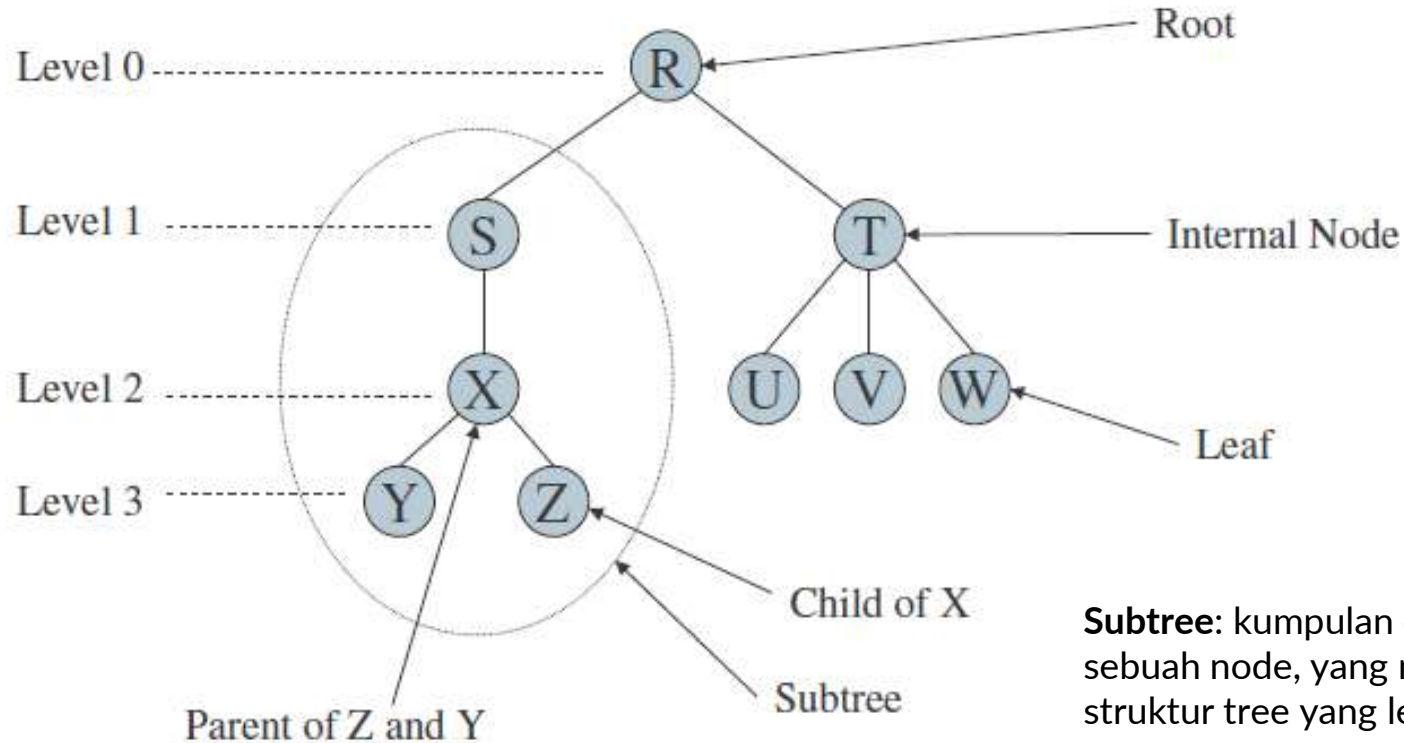 Root
Level 0
R
Level 1
S
T
Internal Node
Level 2
X
U
V
W
Leaf
Level 3
Y
Z
Child of X
Subtree
Parent of Z and Y
Subtree: kumpulan
sebuah node, yang
struktur tree yang